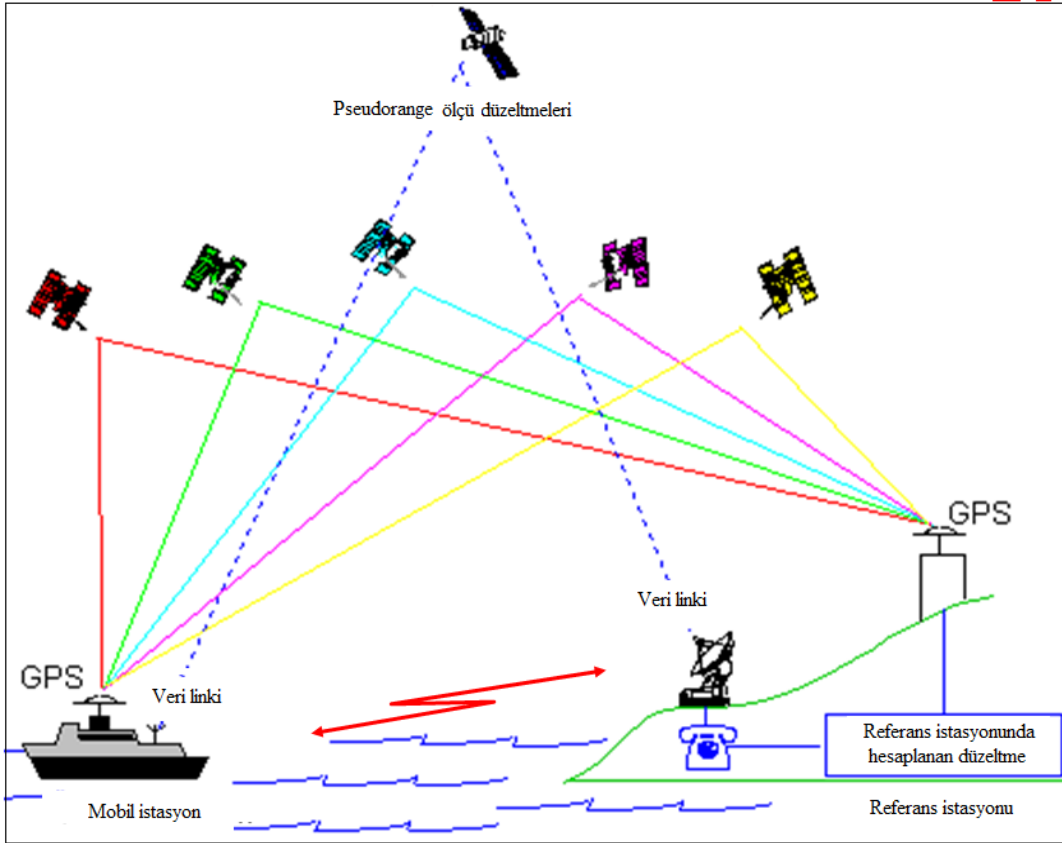 Pseudorange ölçü düzeltmeleri
GPS
Veri linki
GPS
Veri linki
Referans istasyonunda
hesaplanan düzeltme
Mobil istasyon
Referans istasyonu